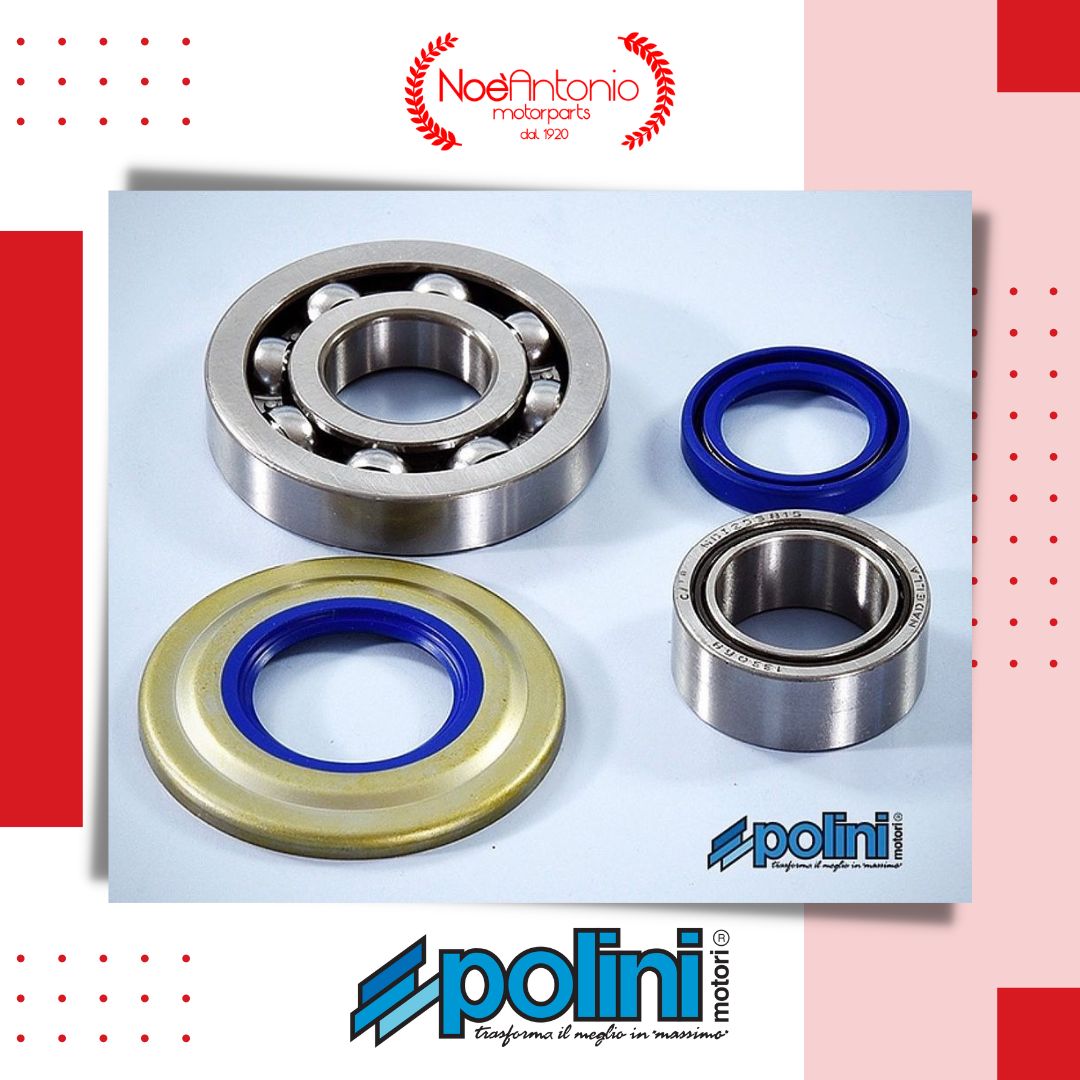 NoèAntonio
motorparts
dal 1920
NADELLA
polini
motori®
trasforma il meglio in "massimo"
polini
motori®
trasforma il meglio in "massimo"